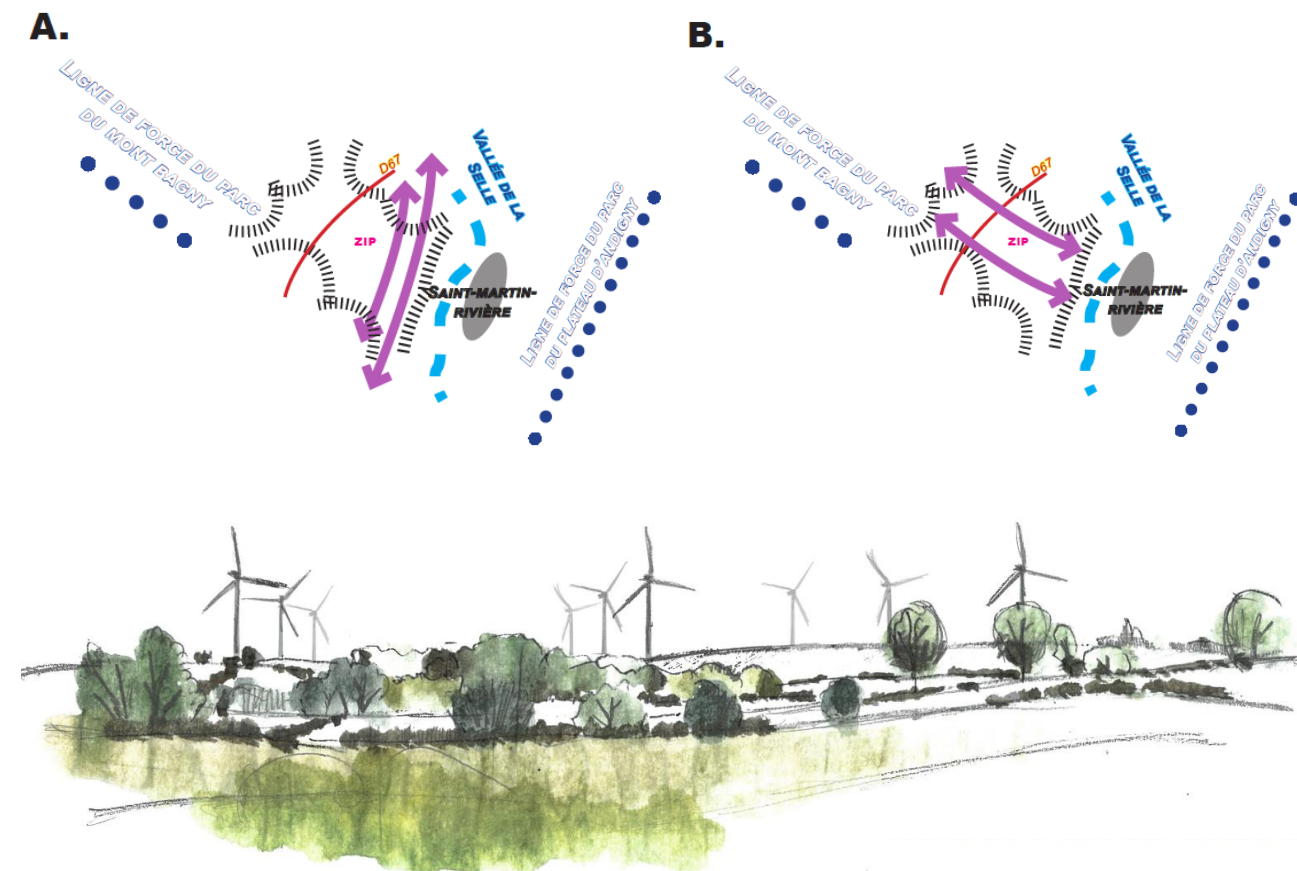 A.
LIGNE DE FORCE DU PARC
DU MONT BAGNY
D67
VALLÉE DE LA
SELLE
ZIP
SAINT-MARTIN-
RIVIÈRE
LIGNE DE FORCE DU PARC
DU PLATEAU D'AUDIGNY
B.
LIGNE DE FORCE DU PARC
DU MONT BAGNY
D67
VALLÉE DE LA
SELLE
ZIP
SAINT-MARTIN-
RIVIÈRE
LIGNE DE FORCE DU PARC
DU PLATEAU D'AUDIGNY